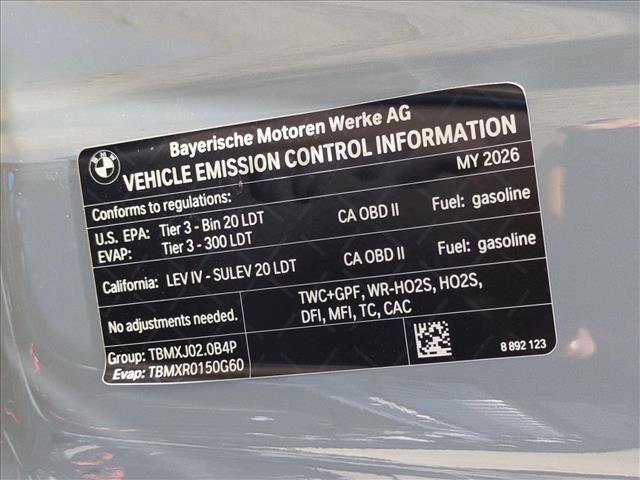 BMW
Bayerische Motoren Werke AG
VEHICLE EMISSION CONTROL INFORMATION
Conforms to regulations: MY 2026
U.S. EPA: Tier 3 - Bin 20 LDT CA OBD II Fuel: gasoline
EVAP: Tier 3 - 300 LDT
California: LEV IV - SULEV 20 LDT CA OBD II Fuel: gasoline
No adjustments needed. TWC+GPF, WR-HO2S, HO2S,
DFI, MFI, TC, CAC
Group: TBMXJ02.0B4P
Evap: TBMXR0150G60
8 892 123